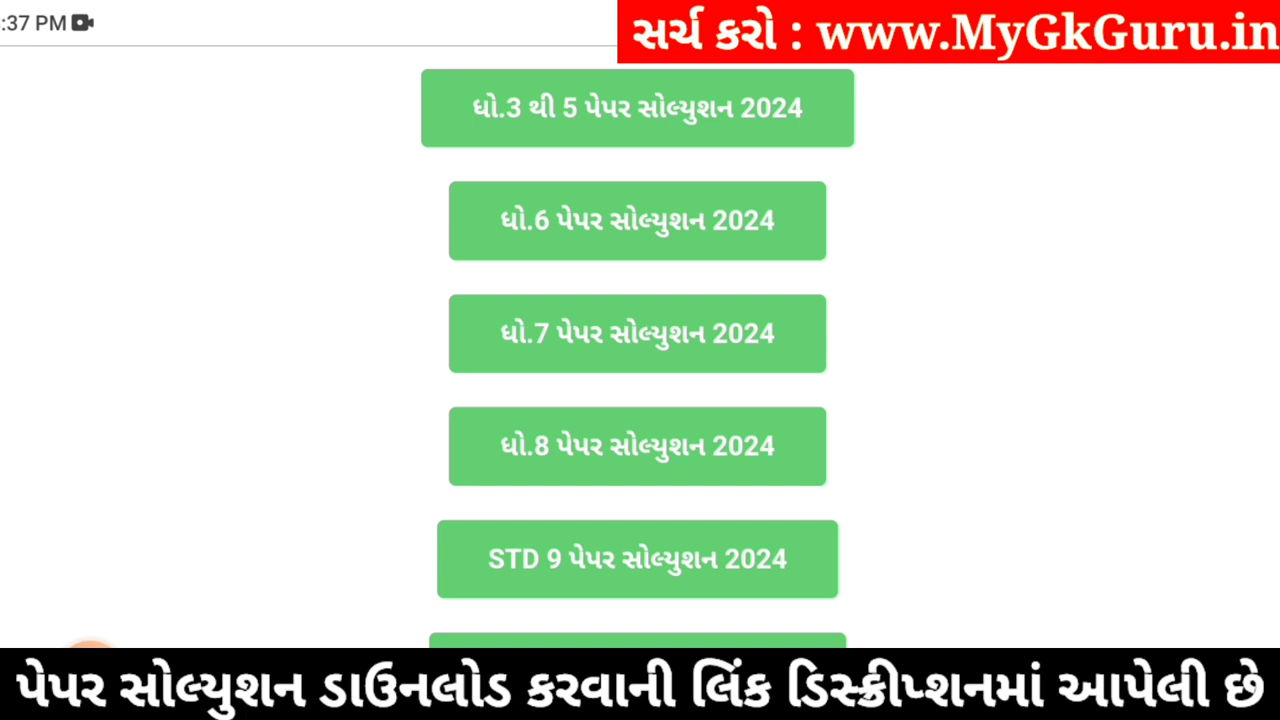 :37 PM
સર્ચ કરો : www.MyGkGuru.in
ધો.3 થી 5 પેપર સોલ્યુશન 2024
ધો.6 પેપર સોલ્યુશન 2024
ધો.7 પેપર સોલ્યુશન 2024
ધો.8 પેપર સોલ્યુશન 2024
STD 9 પેપર સોલ્યુશન 2024
પેપર સોલ્યુશન ડાઉનલોડ કરવાની લિંક ડિસ્ક્રીપ્શનમાં આપેલી છે